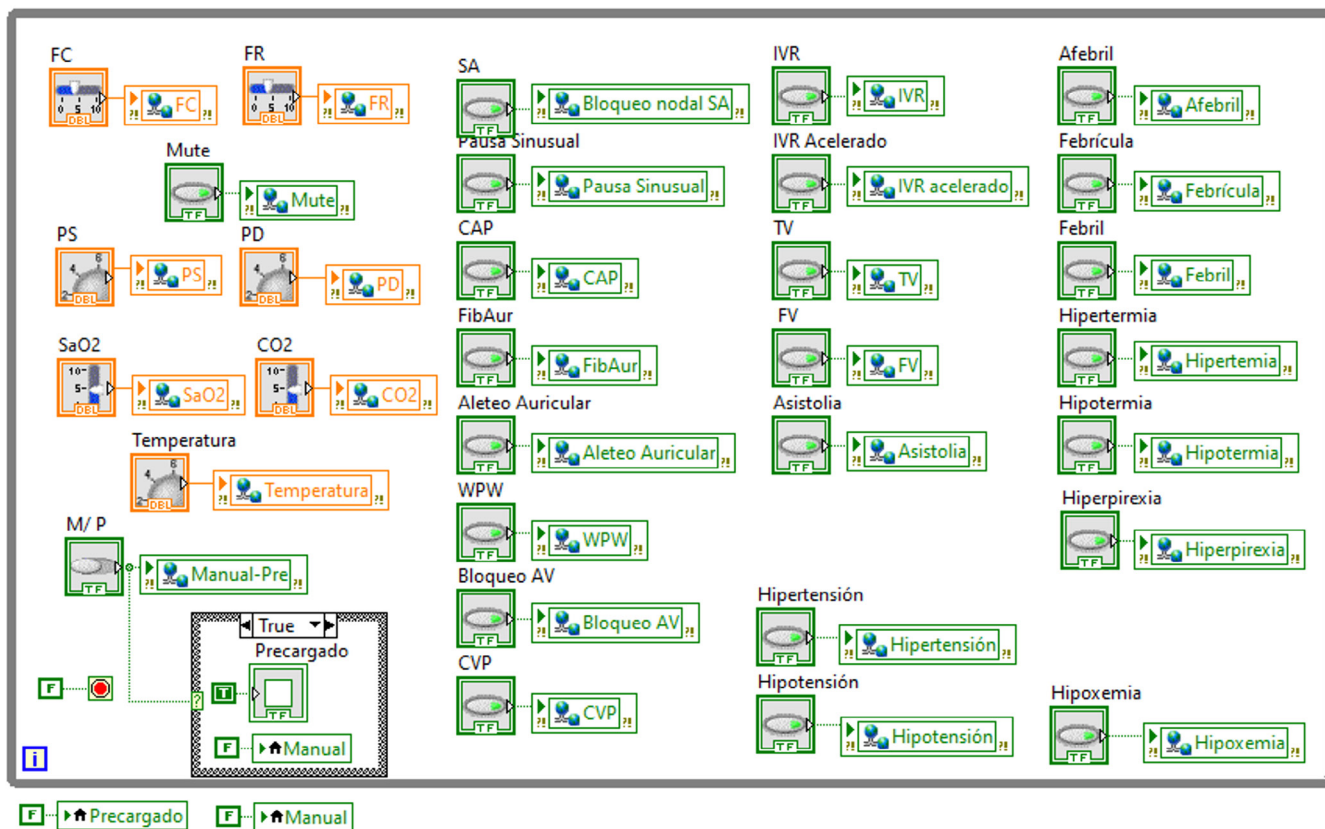 FC
FC
FR
FR
Mute
Mute
PS
PS
PD
PD
SaO2
SaO2
CO2
CO2
Temperatura
Temperatura
M/ P
Manual-Pre
True
Precargado
T
TF
F
Manual
F
i
SA
Bloqueo nodal SA
Pausa Sinusual
Pausa Sinusual
CAP
CAP
FibAur
FibAur
Aleteo Auricular
Aleteo Auricular
WPW
WPW
Bloqueo AV
Bloqueo AV
CVP
CVP
IVR
IVR
IVR Acelerado
IVR acelerado
TV
TV
FV
FV
Asistolia
Asistolia
Hipertensión
Hipertensión
Hipotensión
Hipotensión
Afebril
Afebril
Febrícula
Febrícula
Febril
Febril
Hipertermia
Hipertemia
Hipotermia
Hipotermia
Hiperpirexia
Hiperpirexia
Hipoxemia
Hipoxemia
F Precargado
F Manual